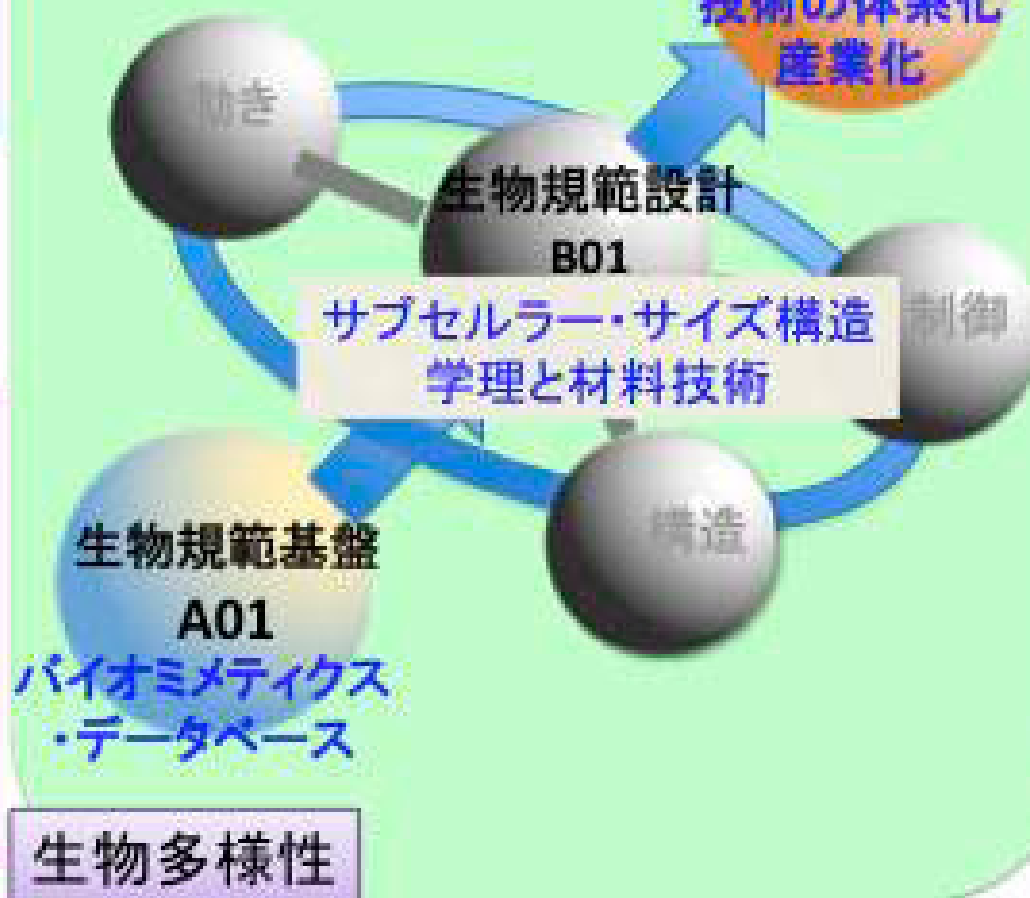 技術の体系化
産業化
動き
生物規範設計
B01
サブセルラー・サイズ構造
学理と材料技術
制御
構造
生物規範基盤
A01
バイオミメティクス
・データベース
生物多様性